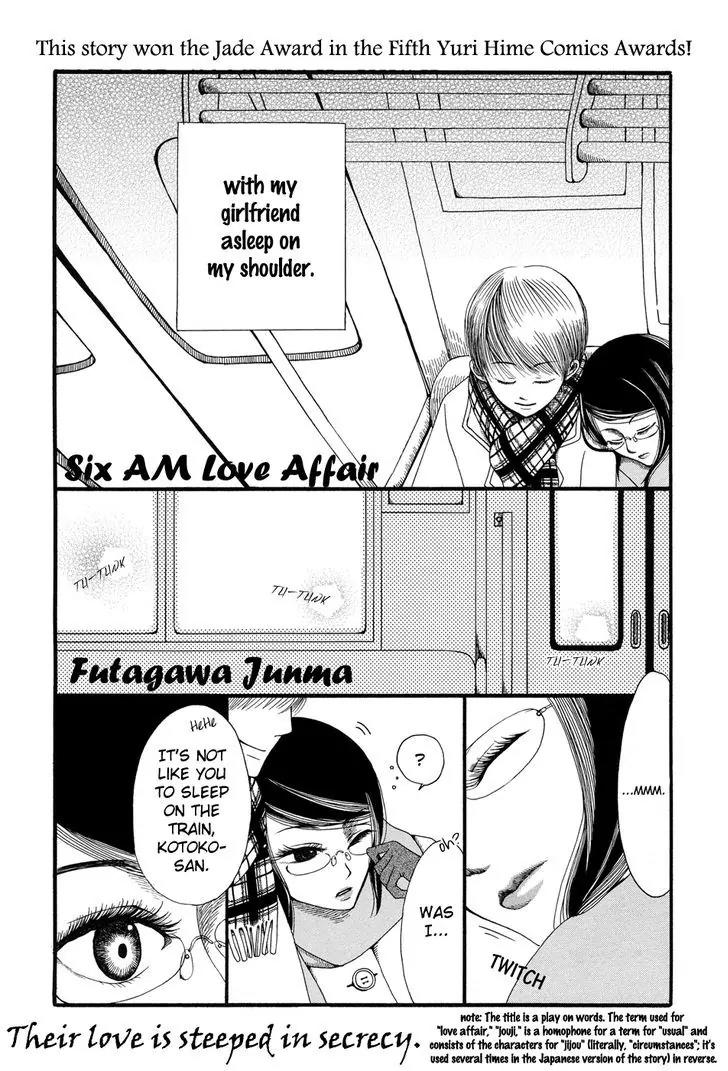 This story won the Jade Award in the Fifth Yuri Hime Comics Awards!
with my
girlfriend
asleep on
my shoulder.
Six AM Love Affair
TU-TUNK
TU-TUNK
TU-TUNK
Futagawa Junma
...MMM.
TWITCH
?
oh?
WAS
I...
HeHe
IT'S NOT
LIKE YOU
TO SLEEP
ON THE
TRAIN,
KOTOKO-
SAN.
Their love is steeped in secrecy.
note: The title is a play on words. The term used for
"love affair," "jouji," is a homophone for a term for "usual" and
consists of the characters for "jijou" (literally, "circumstances"; it's
used several times in the Japanese version of the story) in reverse.